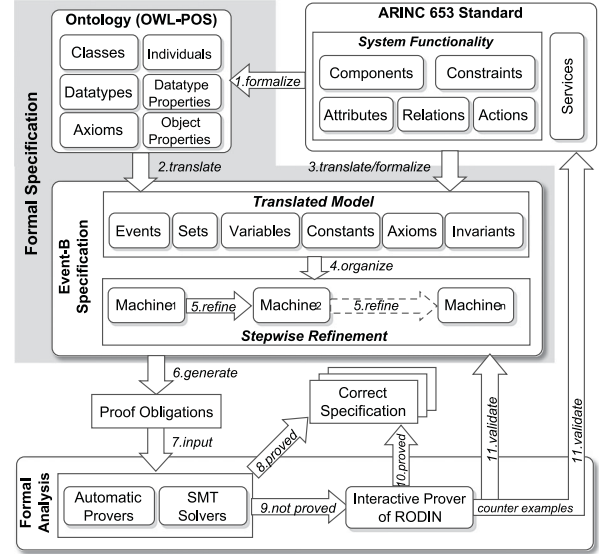 Ontology (OWL-POS)
Classes
Individuals
Datatypes
Datatype
Properties
Axioms
Object
Properties
1.formalize
ARINC 653 Standard
System Functionality
Components
Constraints
Attributes
Relations
Actions
Services
Formal Specification
2.translate
3.translate/formalize
Event-B
Specification
Translated Model
Events
Sets
Variables
Constants
Axioms
Invariants
4.organize
Machine1
5.refine
Machine2
5.refine
Machinen
Stepwise Refinement
6.generate
Proof Obligations
7.input
Correct
Specification
8.proved
10.proved
11.validate
11.validate
Formal
Analysis
Automatic
Provers
SMT
Solvers
9.not proved
Interactive Prover
of RODIN
counter examples